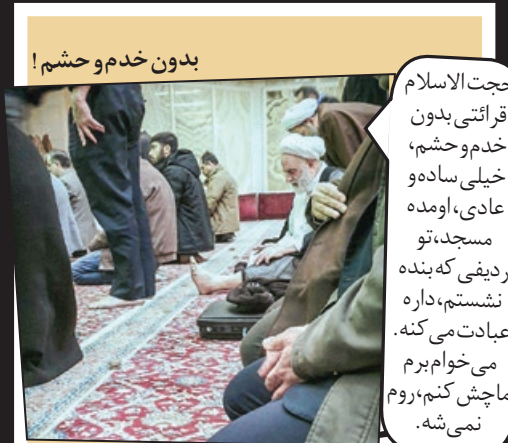 بدون خدم و حشم!
حجت‌الاسلام
قرائتی بدون
خدم‌وحشم،
خیلی ساده‌و
عادی، اومده
مسجد، تو
ردیفی که بنده
نشستم، داره
عبادت می‌کنه.
می‌خوام برم
ماچش کنم، روم
نمی‌شه.